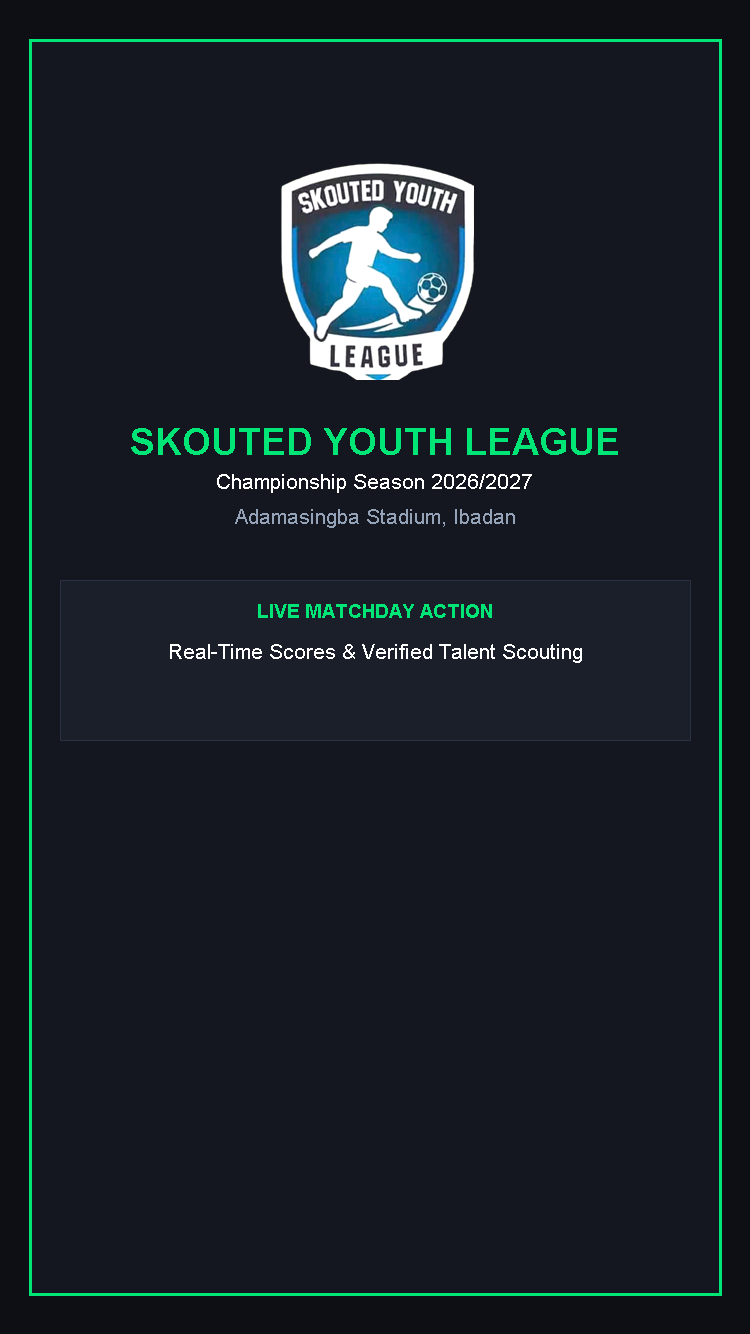 SKOUTED YOUTH
LEAGUE
SKOUTED YOUTH LEAGUE
Championship Season 2026/2027
Adamasingba Stadium, Ibadan
LIVE MATCHDAY ACTION
Real-Time Scores & Verified Talent Scouting